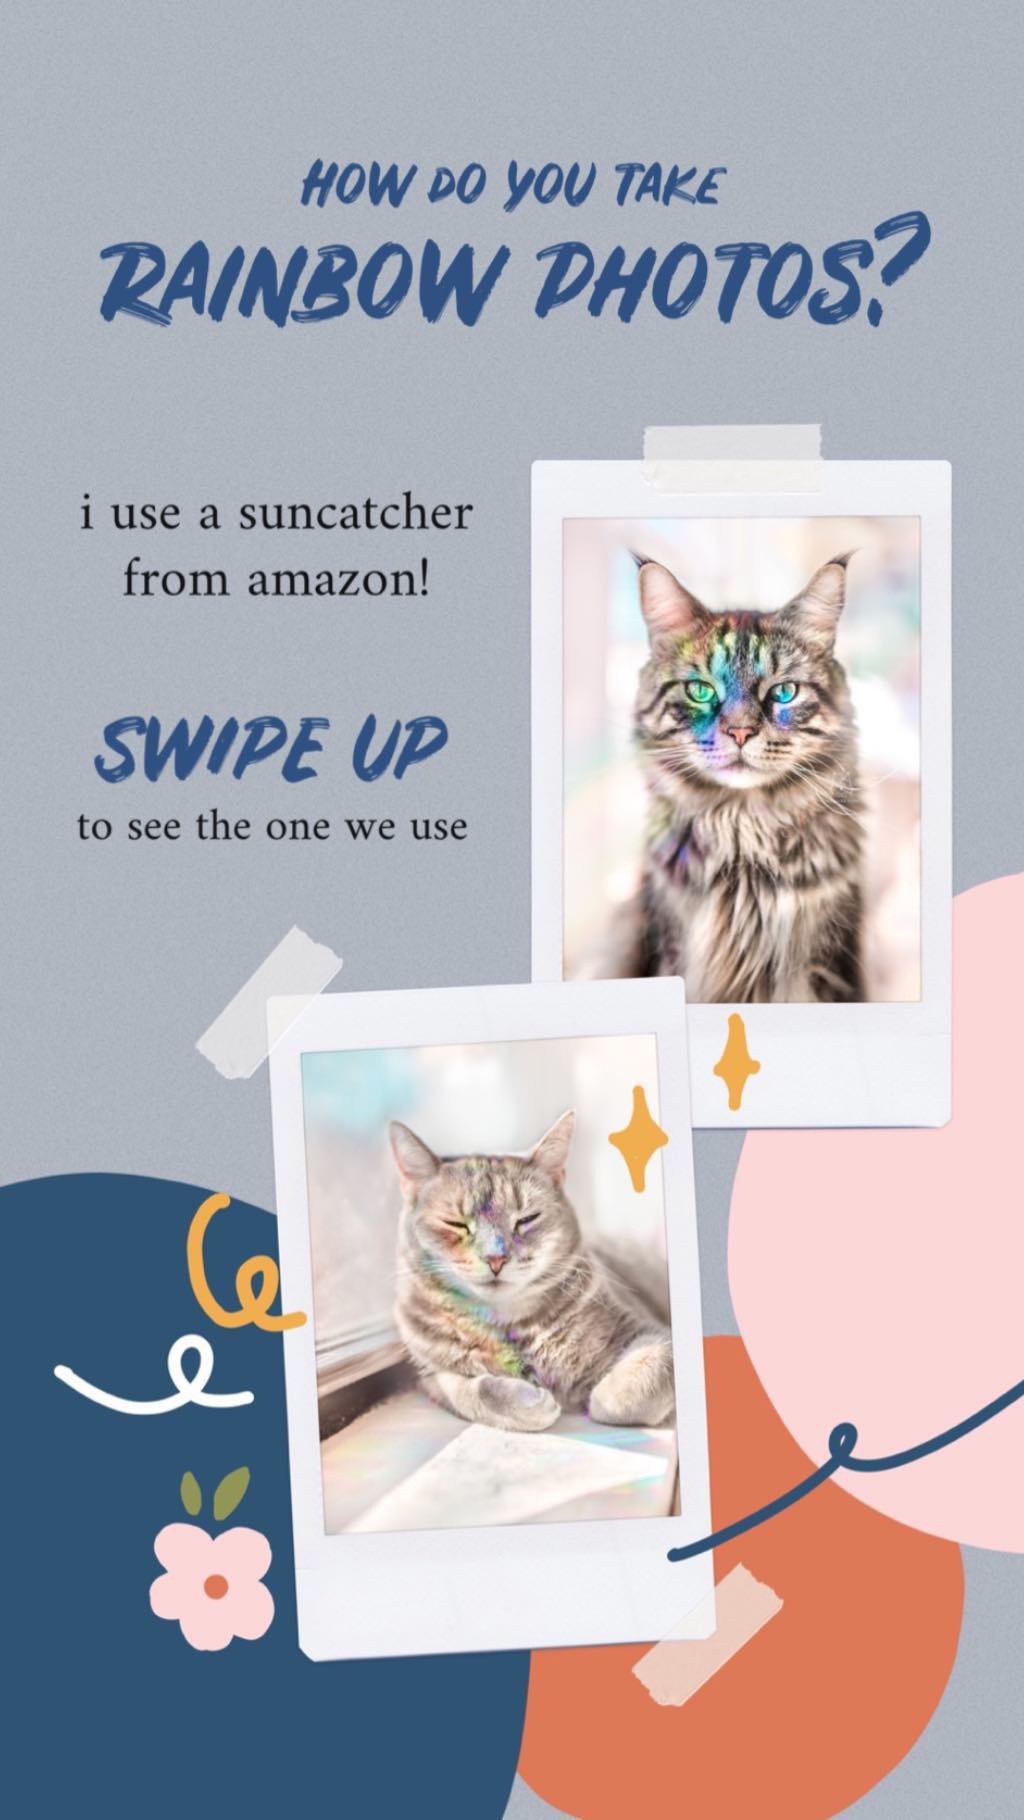 HOW DO YOU TAKE
RAINBOW PHOTOS?
i use a suncatcher
from amazon!
SWIPE UP
to see the one we use